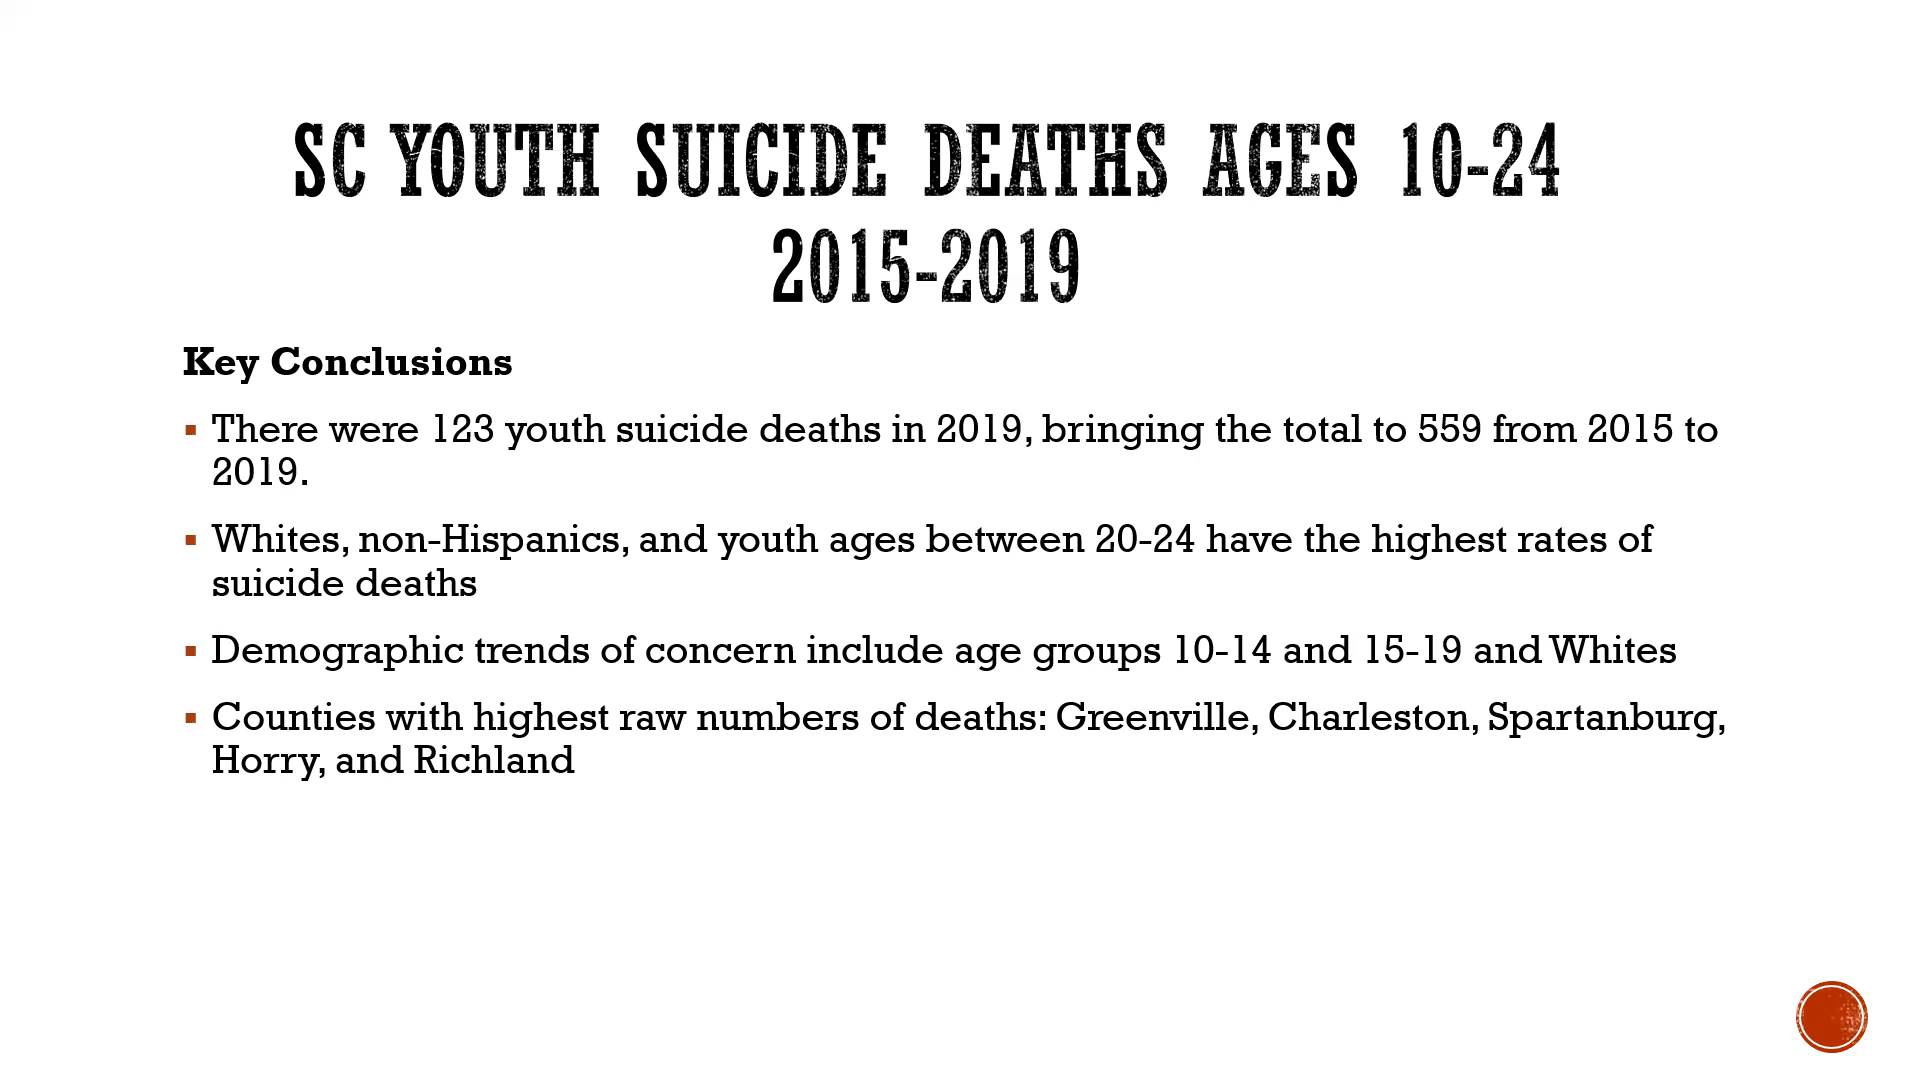 SC YOUTH SUICIDE DEATHS AGES 10-24
2015-2019
Key Conclusions
▪ There were 123 youth suicide deaths in 2019, bringing the total to 559 from 2015 to
2019.
▪ Whites, non-Hispanics, and youth ages between 20-24 have the highest rates of
suicide deaths
▪ Demographic trends of concern include age groups 10-14 and 15-19 and Whites
▪ Counties with highest raw numbers of deaths: Greenville, Charleston, Spartanburg,
Horry, and Richland